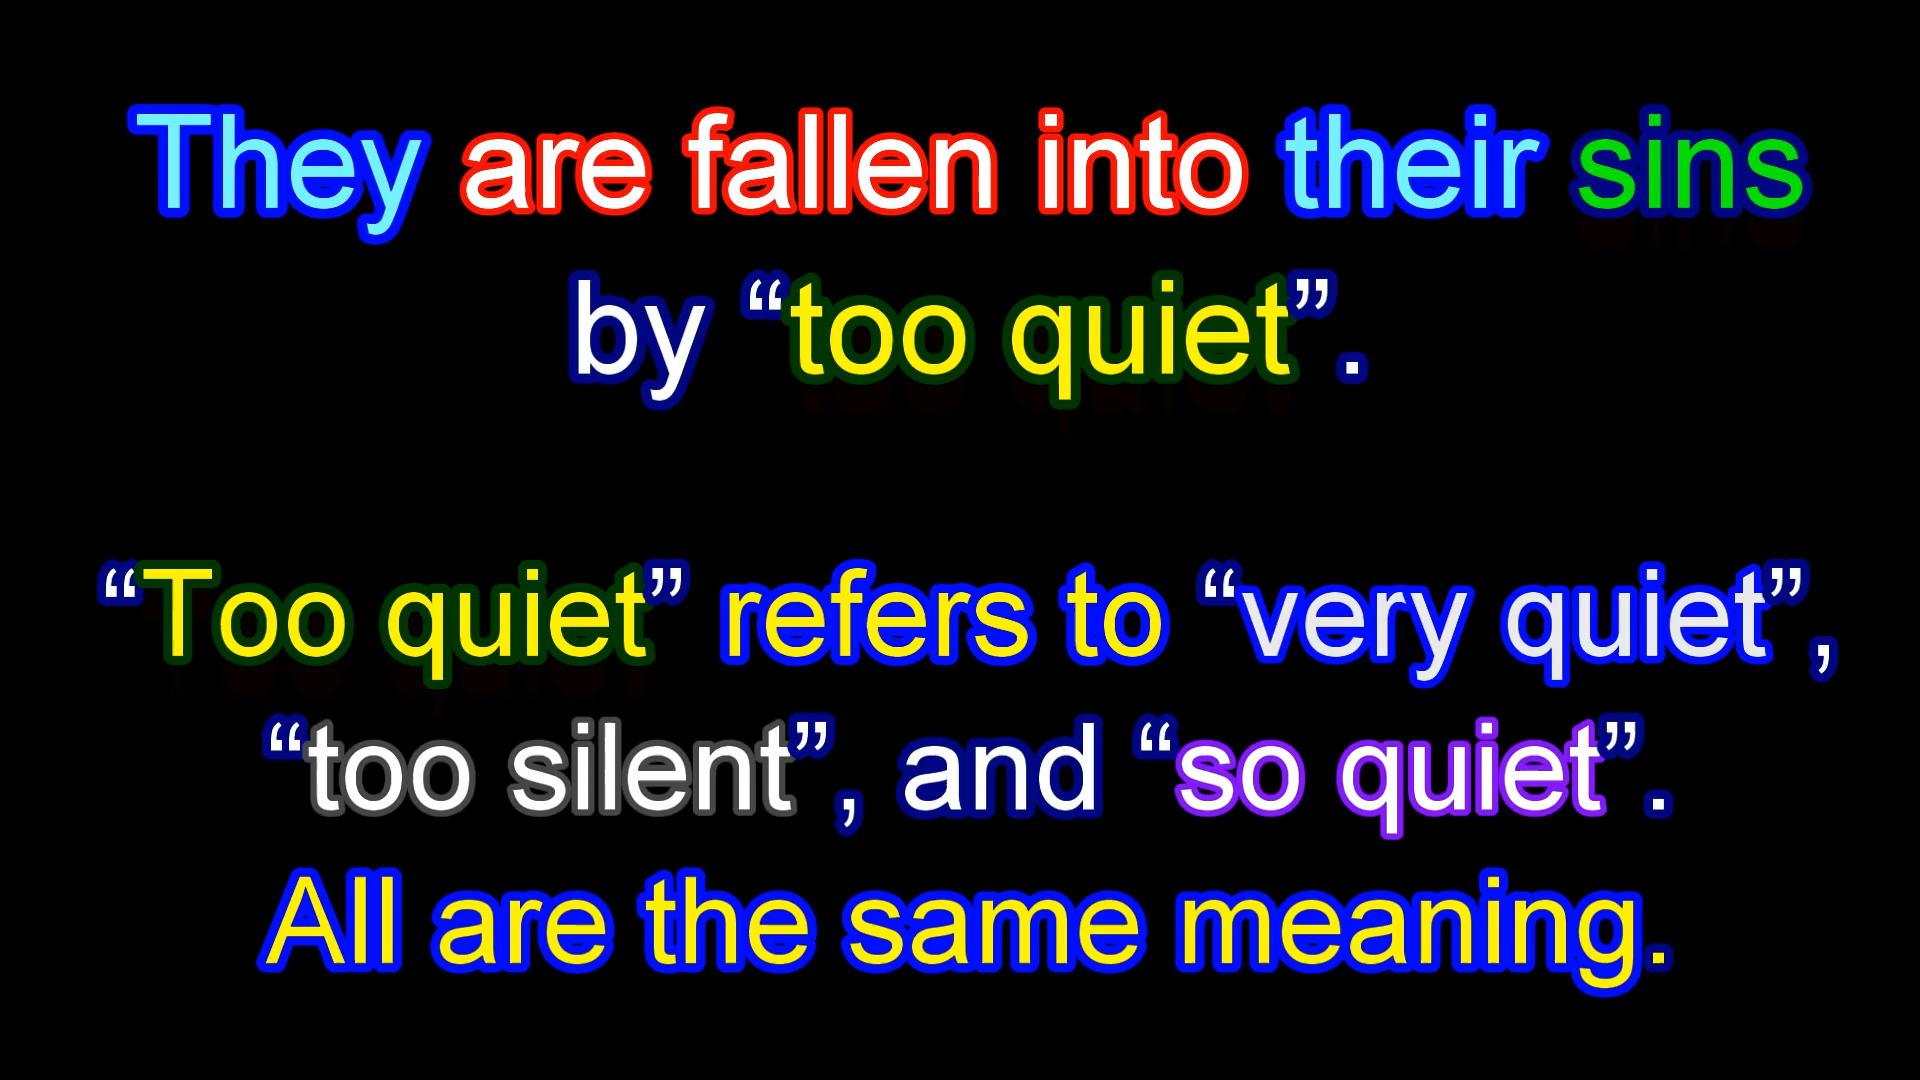 They are fallen into their sins
by “too quiet”.
“Too quiet” refers to “very quiet”,
“too silent”, and “so quiet”.
All are the same meaning.